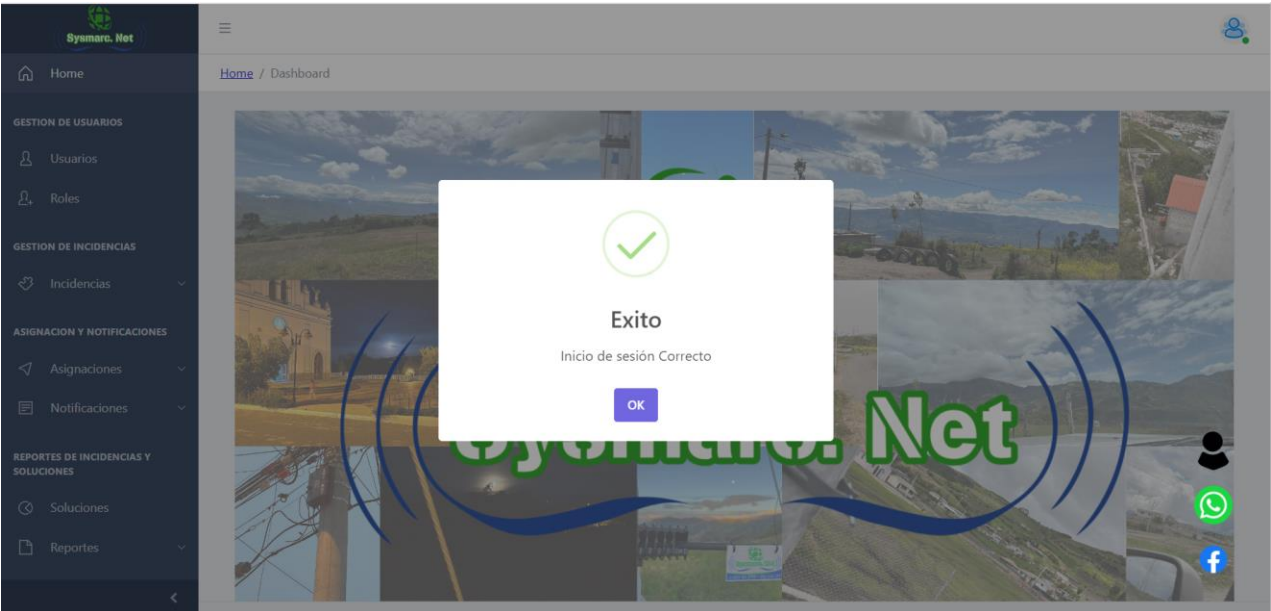 Sysmarc. Net
Home
Home / Dashboard
GESTION DE USUARIOS
Usuarios
Roles
GESTION DE INCIDENCIAS
Incidencias
ASIGNACION Y NOTIFICACIONES
Asignaciones
Notificaciones
REPORTES DE INCIDENCIAS Y
SOLUCIONES
Soluciones
Reportes
Exito
Inicio de sesión Correcto
OK
Sysmarc. Net